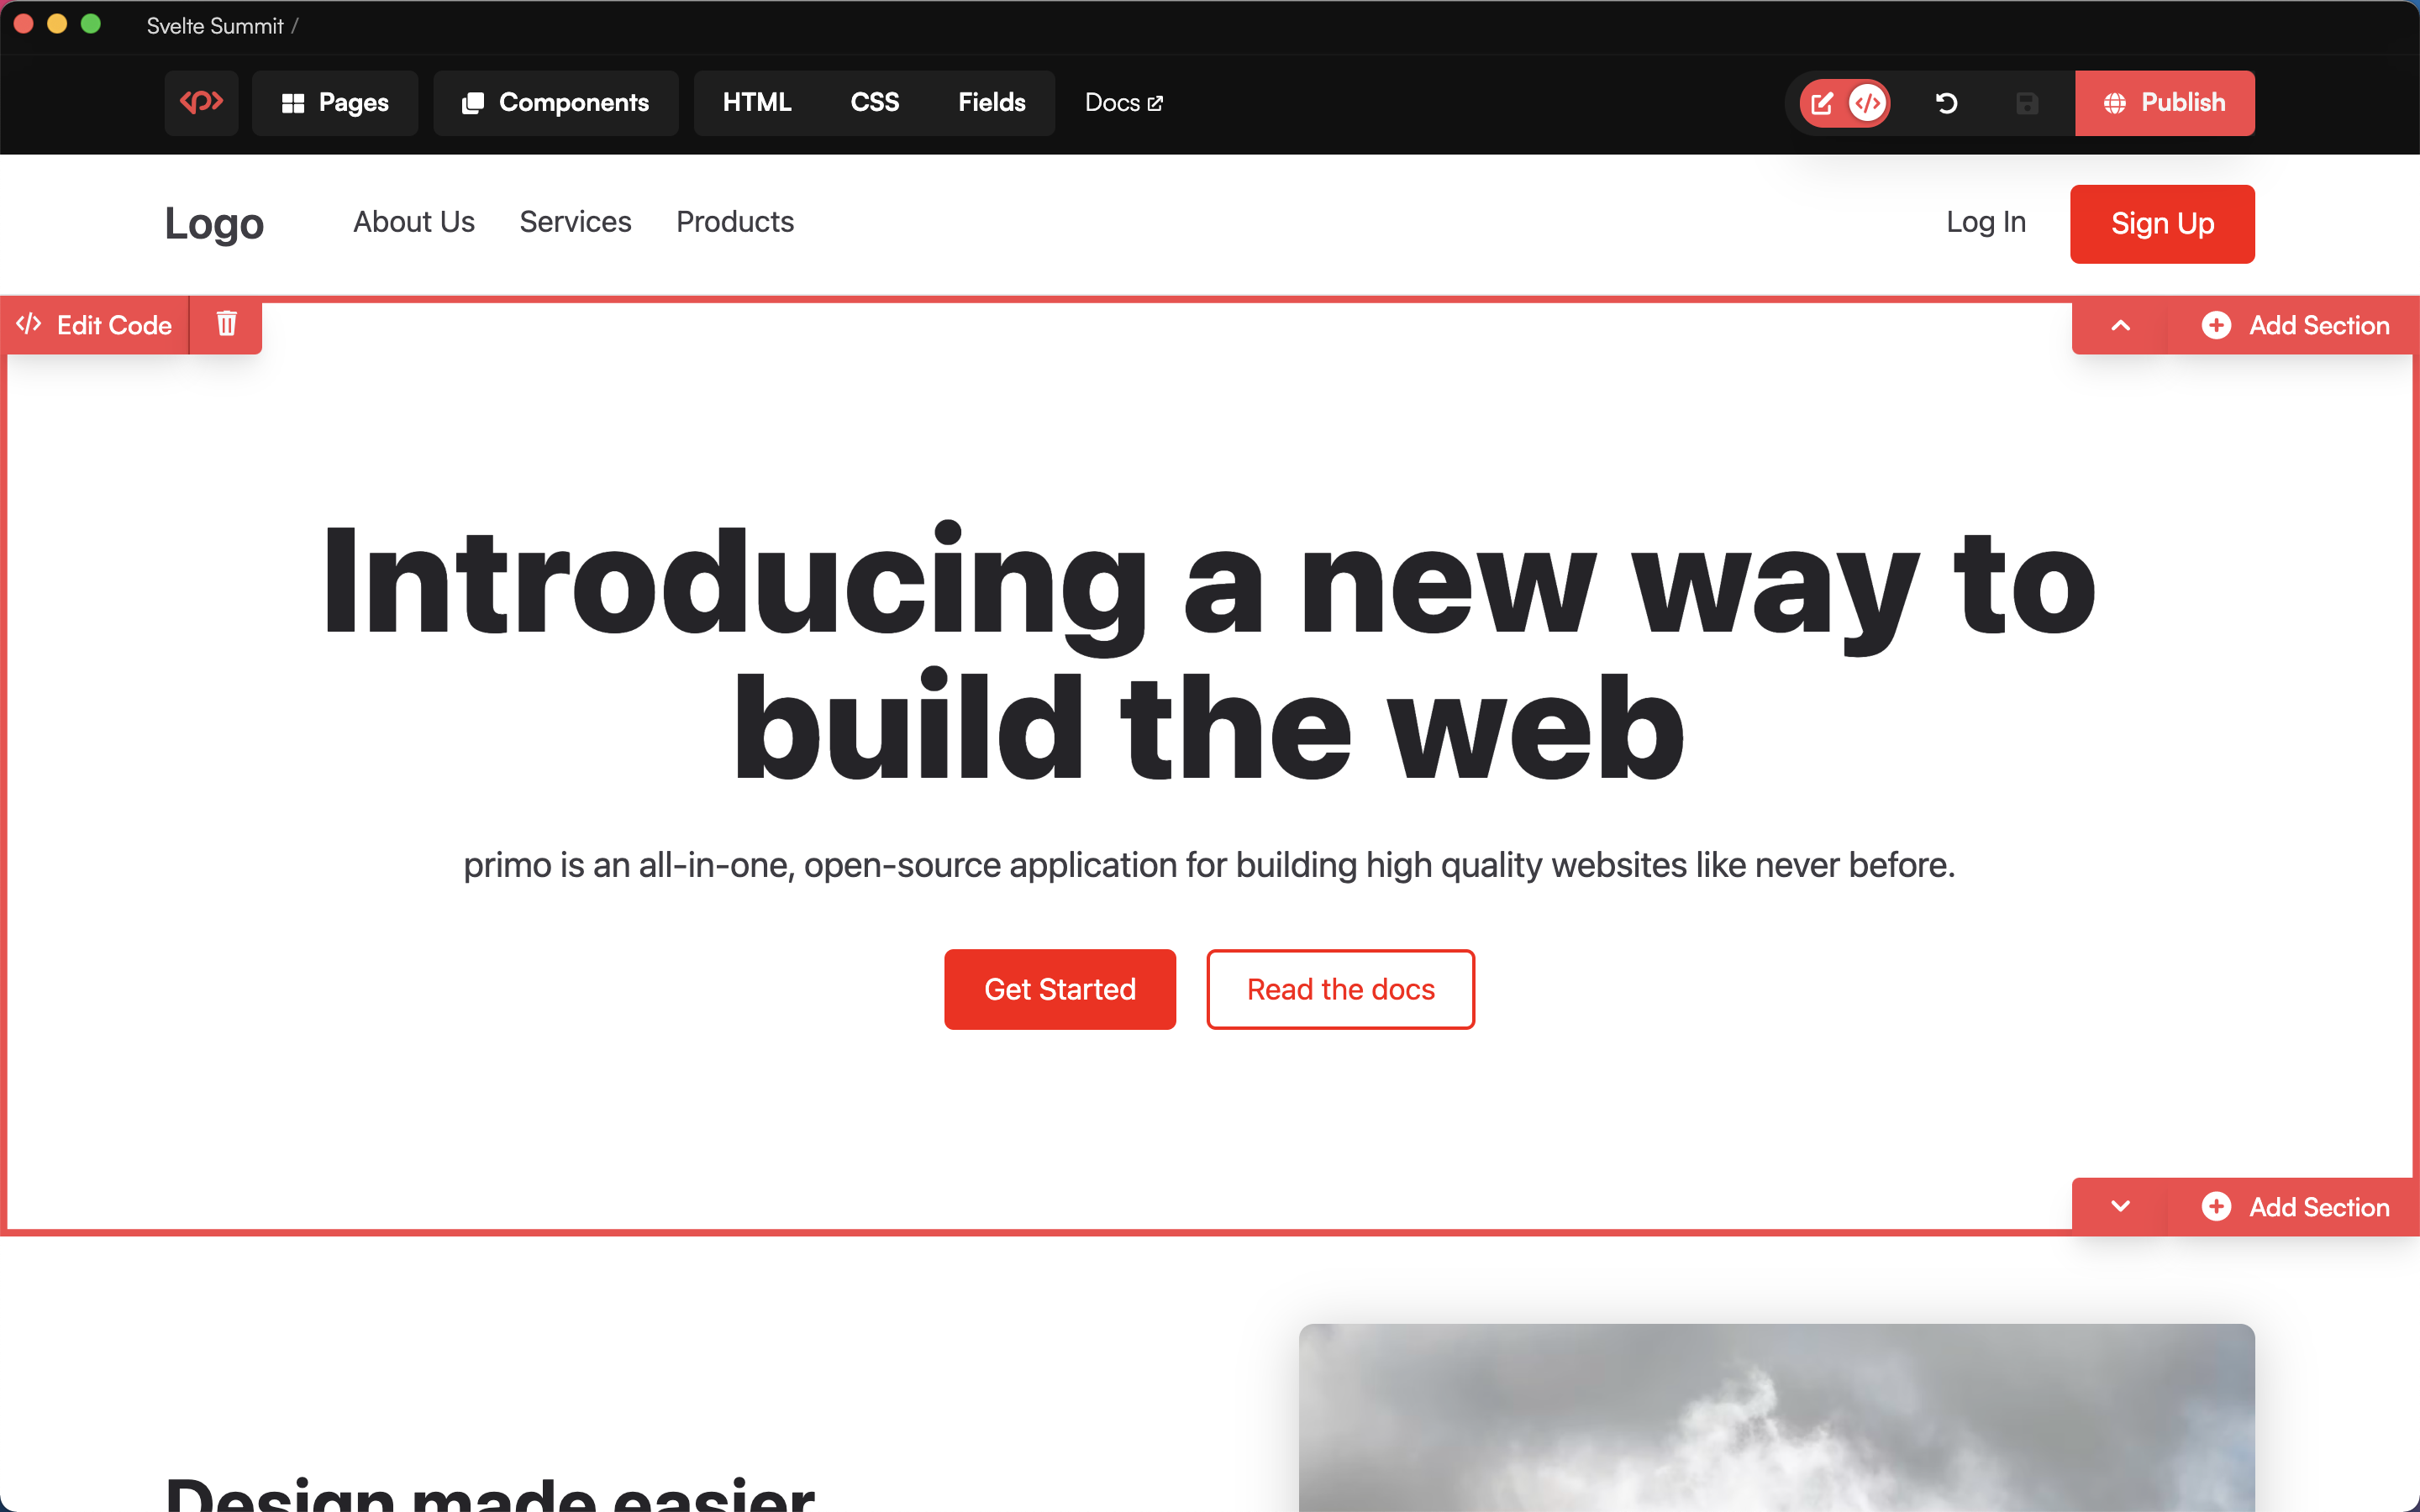 Svelte Summit /
Pages Components HTML CSS Fields Docs Publish
Logo About Us Services Products Log In Sign Up
Edit Code Add Section
Introducing a new way to
build the web
primo is an all-in-one, open-source application for building high quality websites like never before.
Get Started Read the docs
Add Section
Design made easier